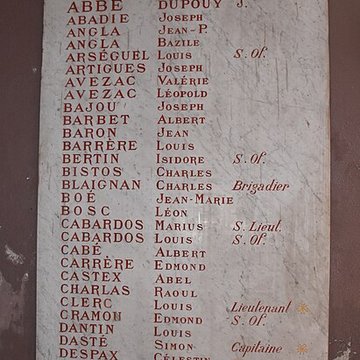 ABBÉ DUPOUY J.
ABADIE JOSEPH
ANGLA JEAN-P.
ANGLA BAZILE
ARSÉGUEL LOUIS S. Of.
ARTIGUES JOSEPH
AVEZAC VALÉRIE
AVEZAC LÉOPOLD
BAJOU JOSEPH
BARBET ALBERT
BARON JEAN
BARRÈRE LOUIS
BERTIN ISIDORE S. Of.
BISTOS CHARLES
BLAIGNAN CHARLES Brigadier
BOÉ JEAN-MARIE
BOSC LÉON
CABARDOS MARIUS S. Lieut.
CABARDOS LOUIS S. Of.
CABÉ ALBERT
CARRÈRE EDMOND
CASTEX ABEL
CHARLAS RAOUL
CLERC LOUIS Lieutenant
CRAMON EDMOND S. Of.
DANTIN LOUIS
DASTÉ SIMON Capitaine
DESPAX CÉLESTIN